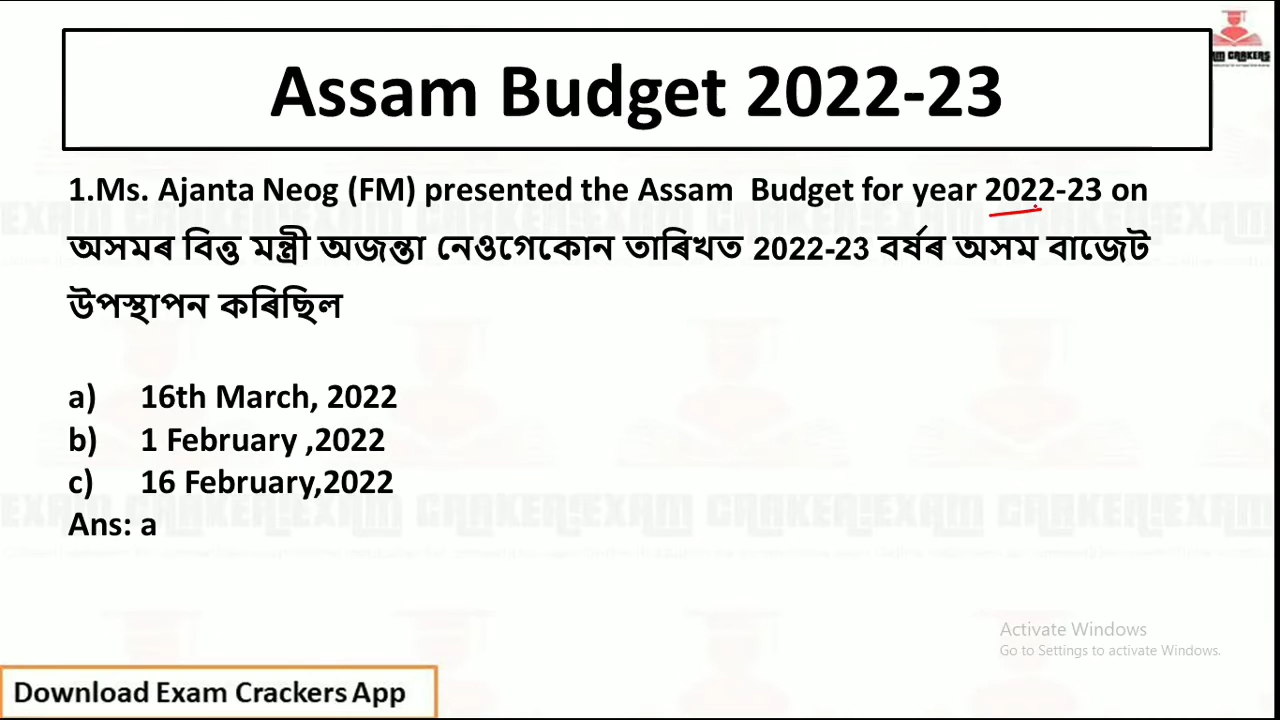 Assam Budget 2022-23
1.Ms. Ajanta Neog (FM) presented the Assam Budget for year 2022-23 on
অসমৰ বিত্ত মন্ত্ৰী অজন্তা নেওগেকোন তাৰিখত 2022-23 বৰ্ষৰ অসম বাজেট
উপস্থাপন কৰিছিল
a) 16th March, 2022
b) 1 February ,2022
c) 16 February,2022
Ans: a
Activate Windows
Go to Settings to activate Windows.
Download Exam Crackers App